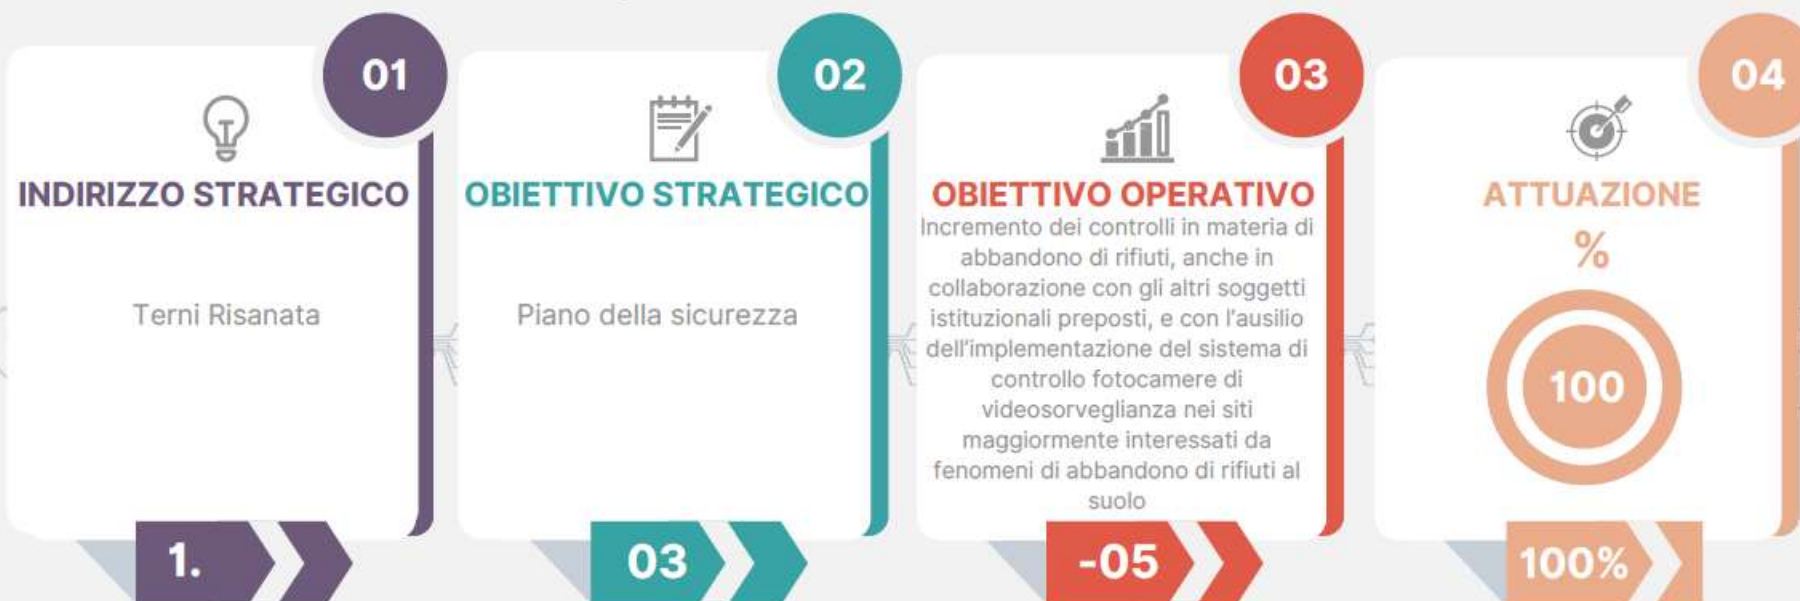 01
INDIRIZZO STRATEGICO
Terni Risanata
1.
02
OBIETTIVO STRATEGICO
Piano della sicurezza
03
03
OBIETTIVO OPERATIVO
Incremento dei controlli in materia di
abbandono di rifiuti, anche in
collaborazione con gli altri soggetti
istituzionali preposti, e con l'ausilio
dell'implementazione del sistema di
controllo fotocamere di
videosorveglianza nei siti
maggiormente interessati da
fenomeni di abbandono di rifiuti al
suolo
-05
04
ATTUAZIONE
%
100
100%